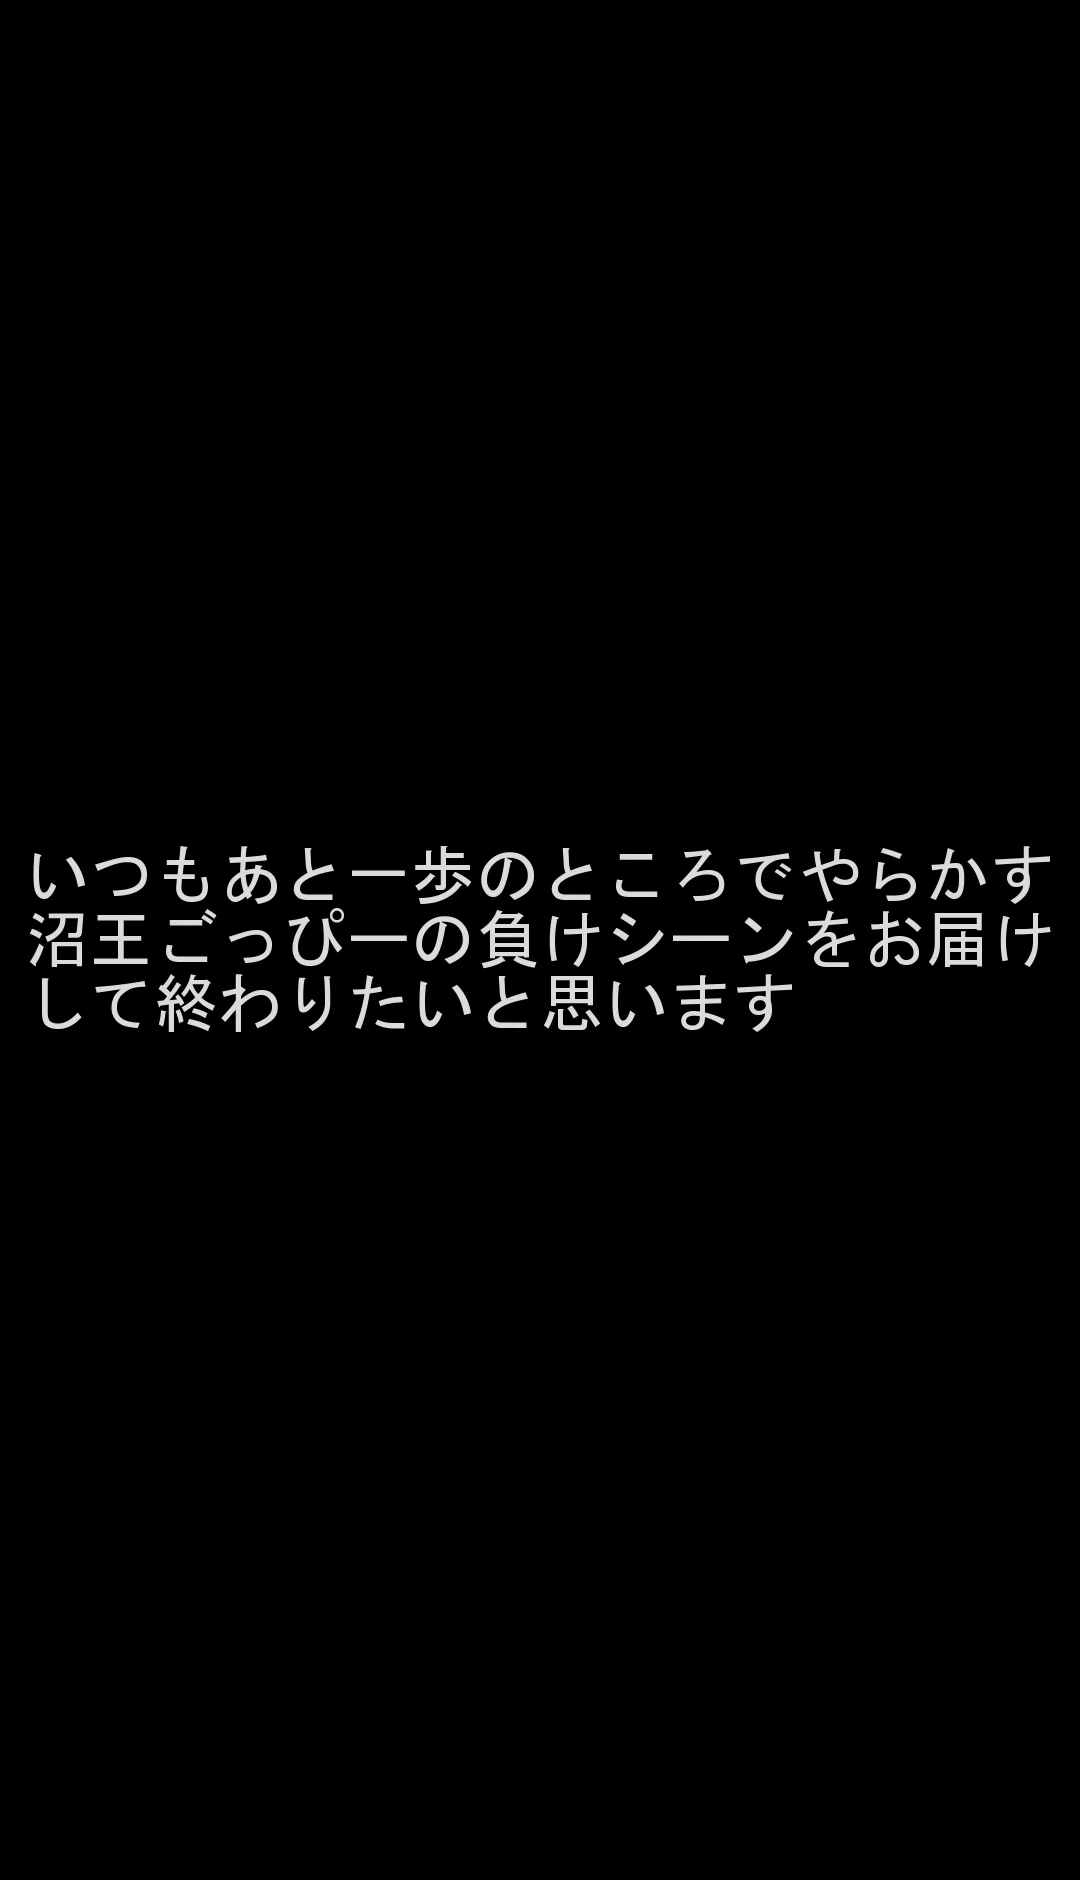 いつもあと一歩のところでやらかす
沼王ごっぴーの負けシーンをお届け
して終わりたいと思います